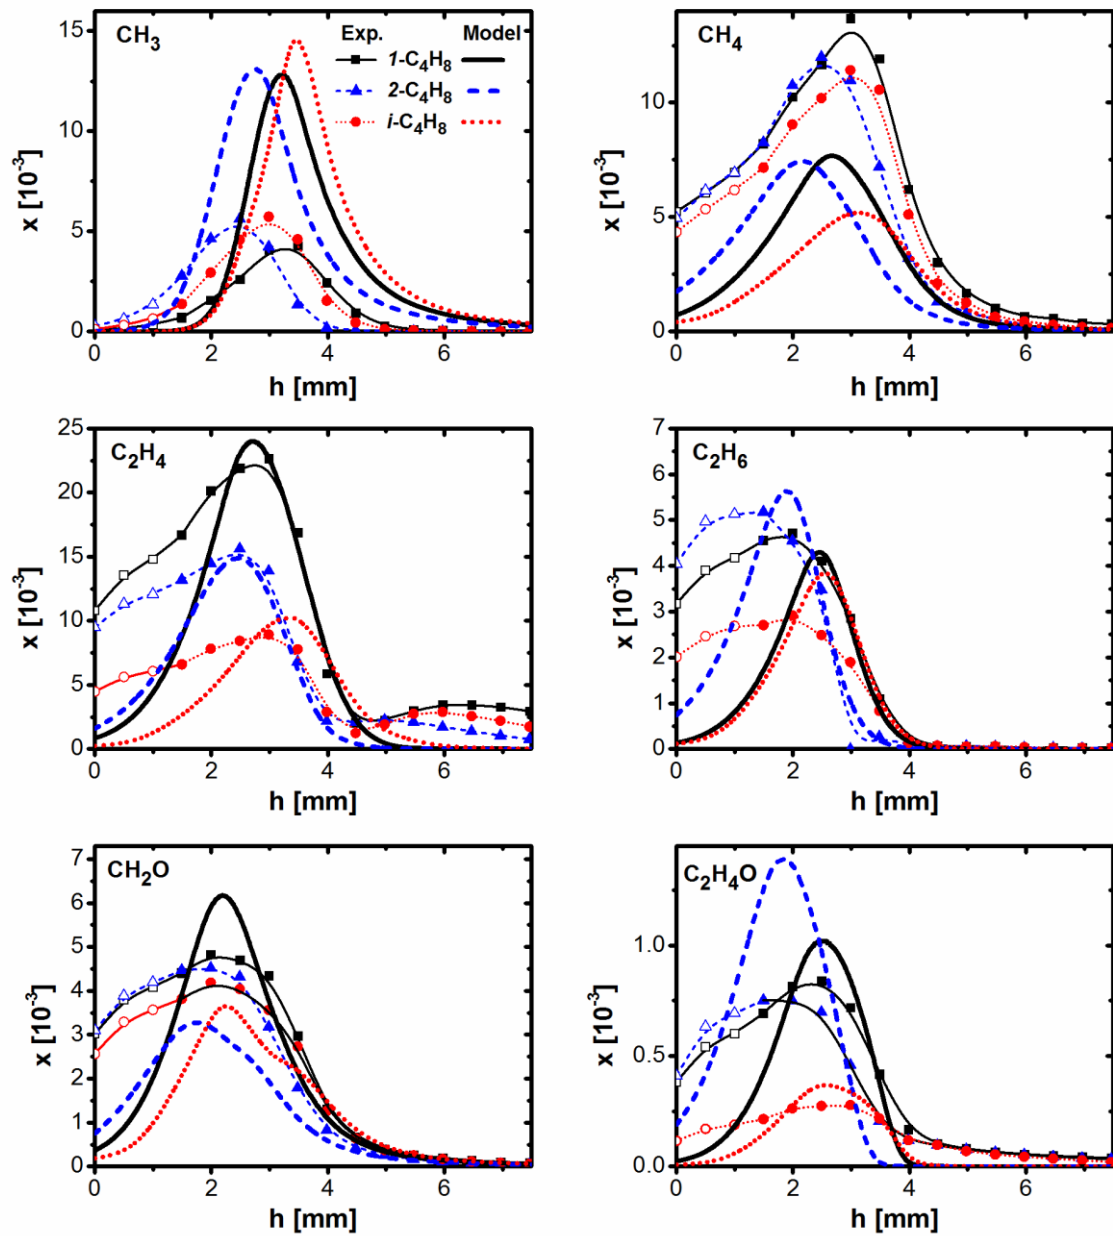 CH₃
Exp. Model
1-C₄H₈
2-C₄H₈
i-C₄H₈
15
10
5
0
x [10⁻³]
0 2 4 6
h [mm]
CH₄
10
5
0
x [10⁻³]
0 2 4 6
h [mm]
C₂H₄
25
20
15
10
5
0
x [10⁻³]
0 2 4 6
h [mm]
C₂H₆
7
6
5
4
3
2
1
0
x [10⁻³]
0 2 4 6
h [mm]
CH₂O
7
6
5
4
3
2
1
0
x [10⁻³]
0 2 4 6
h [mm]
C₂H₄O
1.0
0.5
0.0
x [10⁻³]
0 2 4 6
h [mm]